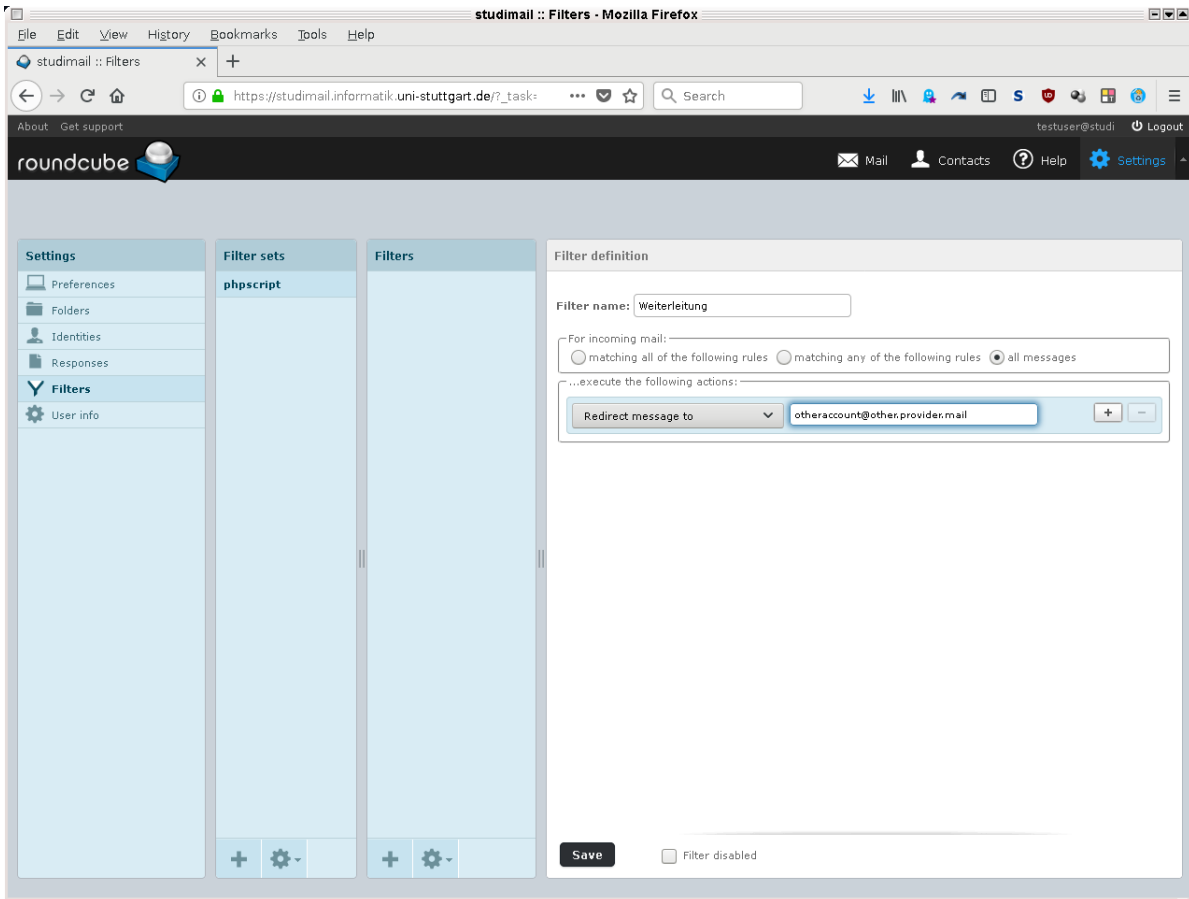 studimail :: Filters - Mozilla Firefox
File Edit View History Bookmarks Tools Help
studimail :: Filters
https://studimail.informatik.uni-stuttgart.de/?_task= Search
About Get support testuser@studi Logout
roundcube Mail Contacts Help Settings
Settings Filter sets Filters Filter definition
Preferences phpscript
Folders Filter name: Weiterleitung
Identities For incoming mail:
Responses matching all of the following rules matching any of the following rules all messages
Filters ...execute the following actions:
User info Redirect message to otheraccount@other.provider.mail
Save Filter disabled